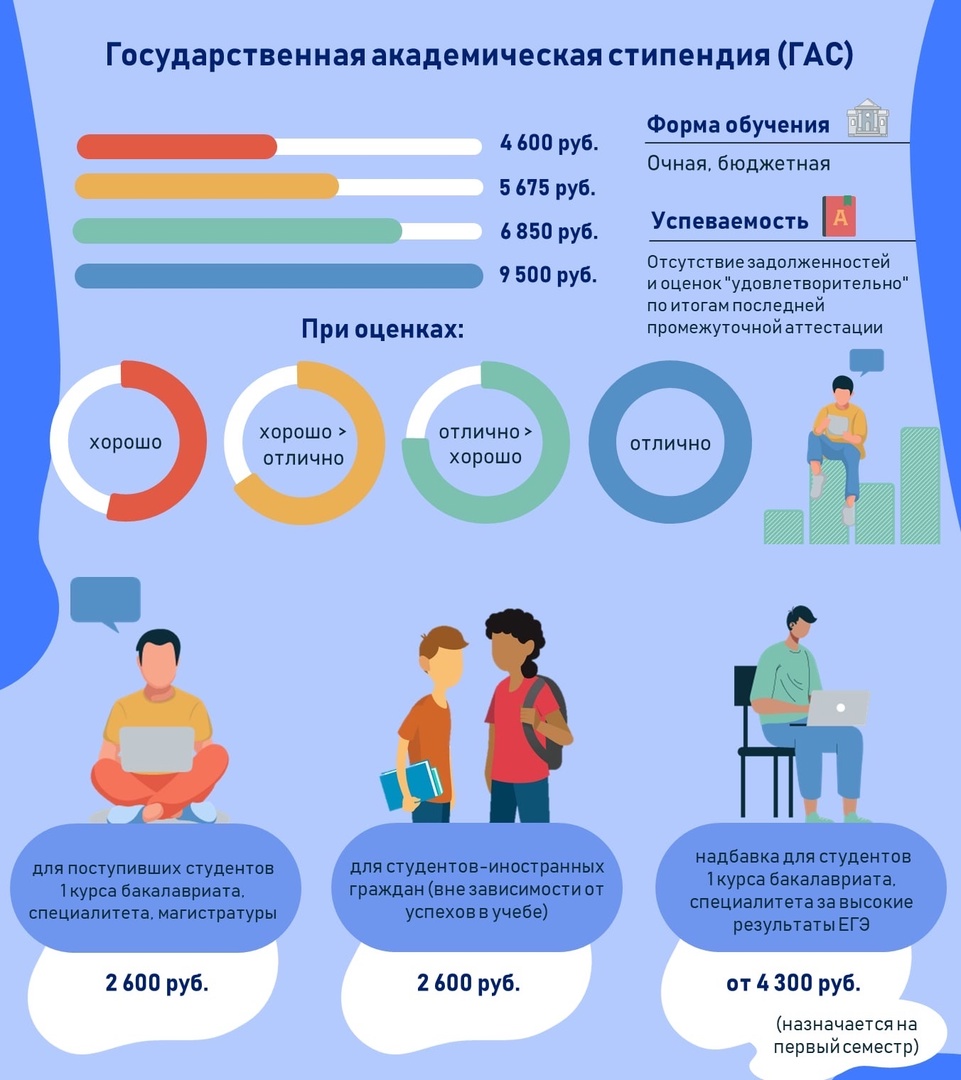 Государственная академическая стипендия (ГАС)
4 600 руб.
5 675 руб.
6 850 руб.
9 500 руб.
Форма обучения
Очная, бюджетная
Успеваемость
A
Отсутствие задолженностей
и оценок "удовлетворительно"
по итогам последней
промежуточной аттестации
При оценках:
хорошо
хорошо >
отлично
отлично >
хорошо
отлично
для поступивших студентов
1 курса бакалавриата,
специалитета, магистратуры
2 600 руб.
для студентов-иностранных
граждан (вне зависимости от
успехов в учебе)
2 600 руб.
надбавка для студентов
1 курса бакалавриата,
специалитета за высокие
результаты ЕГЭ
от 4 300 руб.
(назначается на
первый семестр)